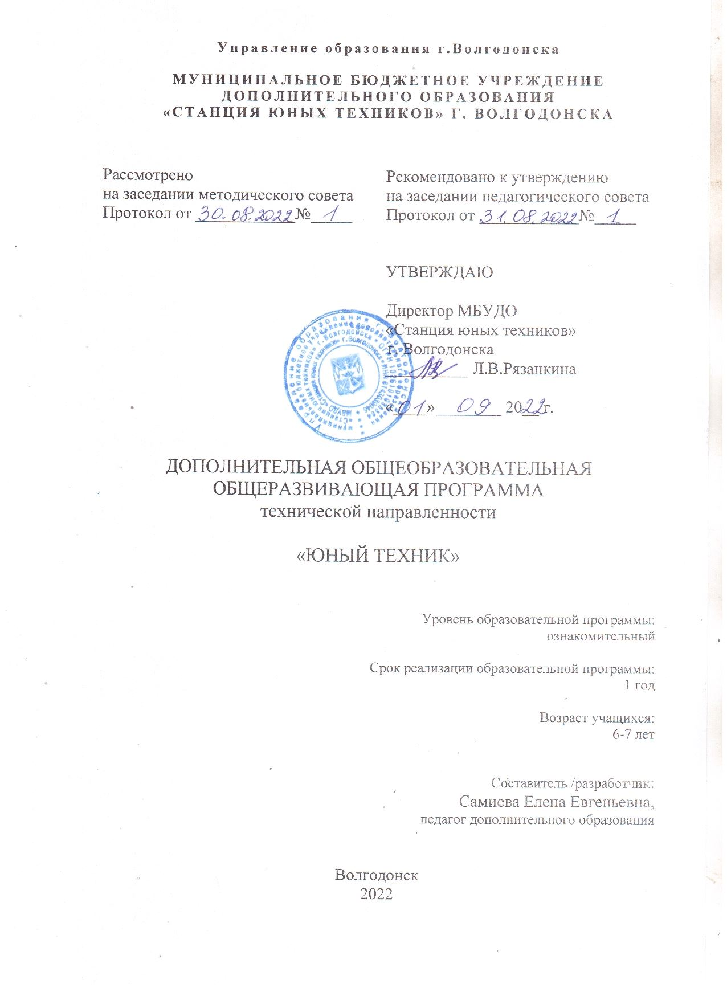 Управление образования г.Волгодонска
МУНИЦИПАЛЬНОЕ БЮДЖЕТНОЕ УЧРЕЖДЕНИЕ
ДОПОЛНИТЕЛЬНОГО ОБРАЗОВАНИЯ
«СТАНЦИЯ ЮНЫХ ТЕХНИКОВ» Г. ВОЛГОДОНСКА
Рассмотрено
на заседании методического совета
Протокол от 30.08.2022 № 1
Рекомендовано к утверждению
на заседании педагогического совета
Протокол от 31.08.2022 № 1
УТВЕРЖДАЮ
Директор МБУДО
«Станция юных техников»
г. Волгодонска
Л.В.Рязанкина
«01» 09 2022г.
ДОПОЛНИТЕЛЬНАЯ ОБЩЕОБРАЗОВАТЕЛЬНАЯ
ОБЩЕРАЗВИВАЮЩАЯ ПРОГРАММА
технической направленности
«ЮНЫЙ ТЕХНИК»
Уровень образовательной программы:
ознакомительный
Срок реализации образовательной программы:
1 год
Возраст учащихся:
6-7 лет
Составитель /разработчик:
Самиева Елена Евгеньевна,
педагог дополнительного образования
Волгодонск
2022